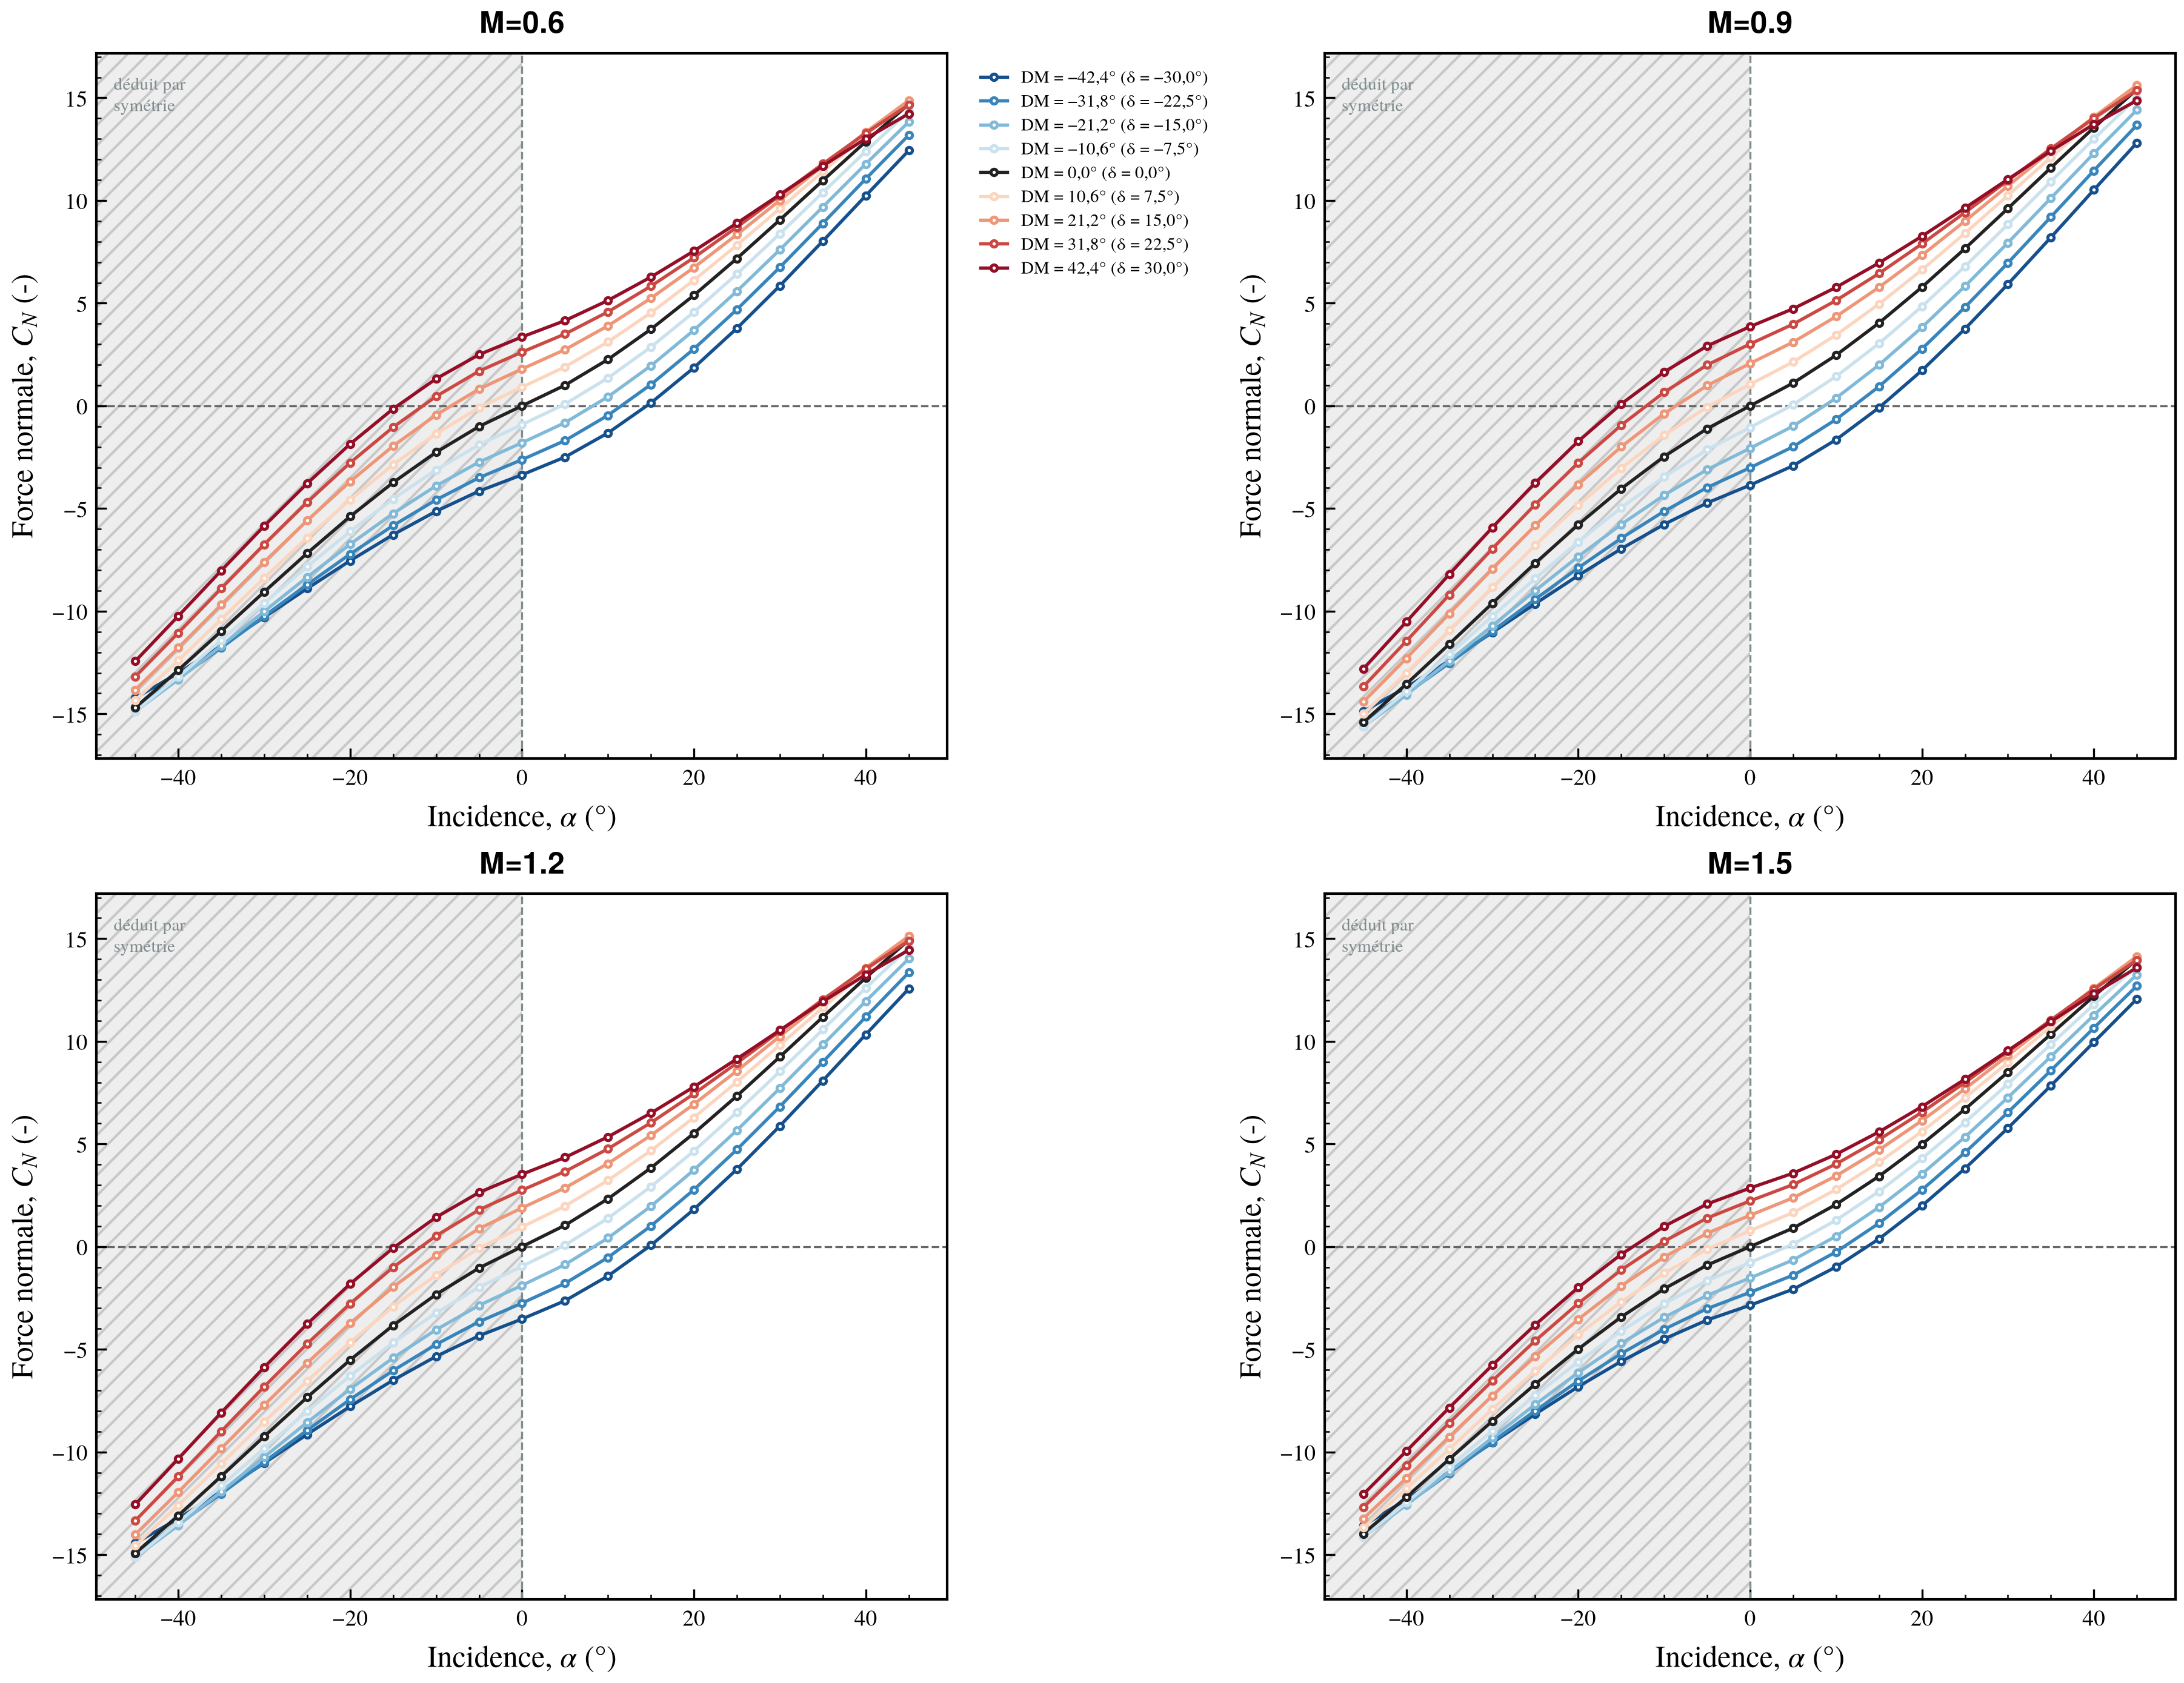 M=0.6
déduit par
symétrie
15
10
5
0
−5
−10
−15
−40
−20
0
20
40
Force normale, C_N (-)
Incidence, α (°)
DM = −42,4° (δ = −30,0°)
DM = −31,8° (δ = −22,5°)
DM = −21,2° (δ = −15,0°)
DM = −10,6° (δ = −7,5°)
DM = 0,0° (δ = 0,0°)
DM = 10,6° (δ = 7,5°)
DM = 21,2° (δ = 15,0°)
DM = 31,8° (δ = 22,5°)
DM = 42,4° (δ = 30,0°)
M=0.9
déduit par
symétrie
15
10
5
0
−5
−10
−15
−40
−20
0
20
40
Force normale, C_N (-)
Incidence, α (°)
M=1.2
déduit par
symétrie
15
10
5
0
−5
−10
−15
−40
−20
0
20
40
Force normale, C_N (-)
Incidence, α (°)
M=1.5
déduit par
symétrie
15
10
5
0
−5
−10
−15
−40
−20
0
20
40
Force normale, C_N (-)
Incidence, α (°)